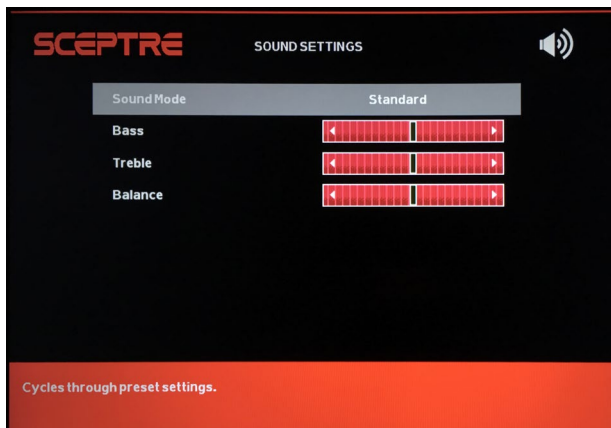 SCEPTRE
SOUND SETTINGS
Sound Mode Standard
Bass
Treble
Balance
Cycles through preset settings.